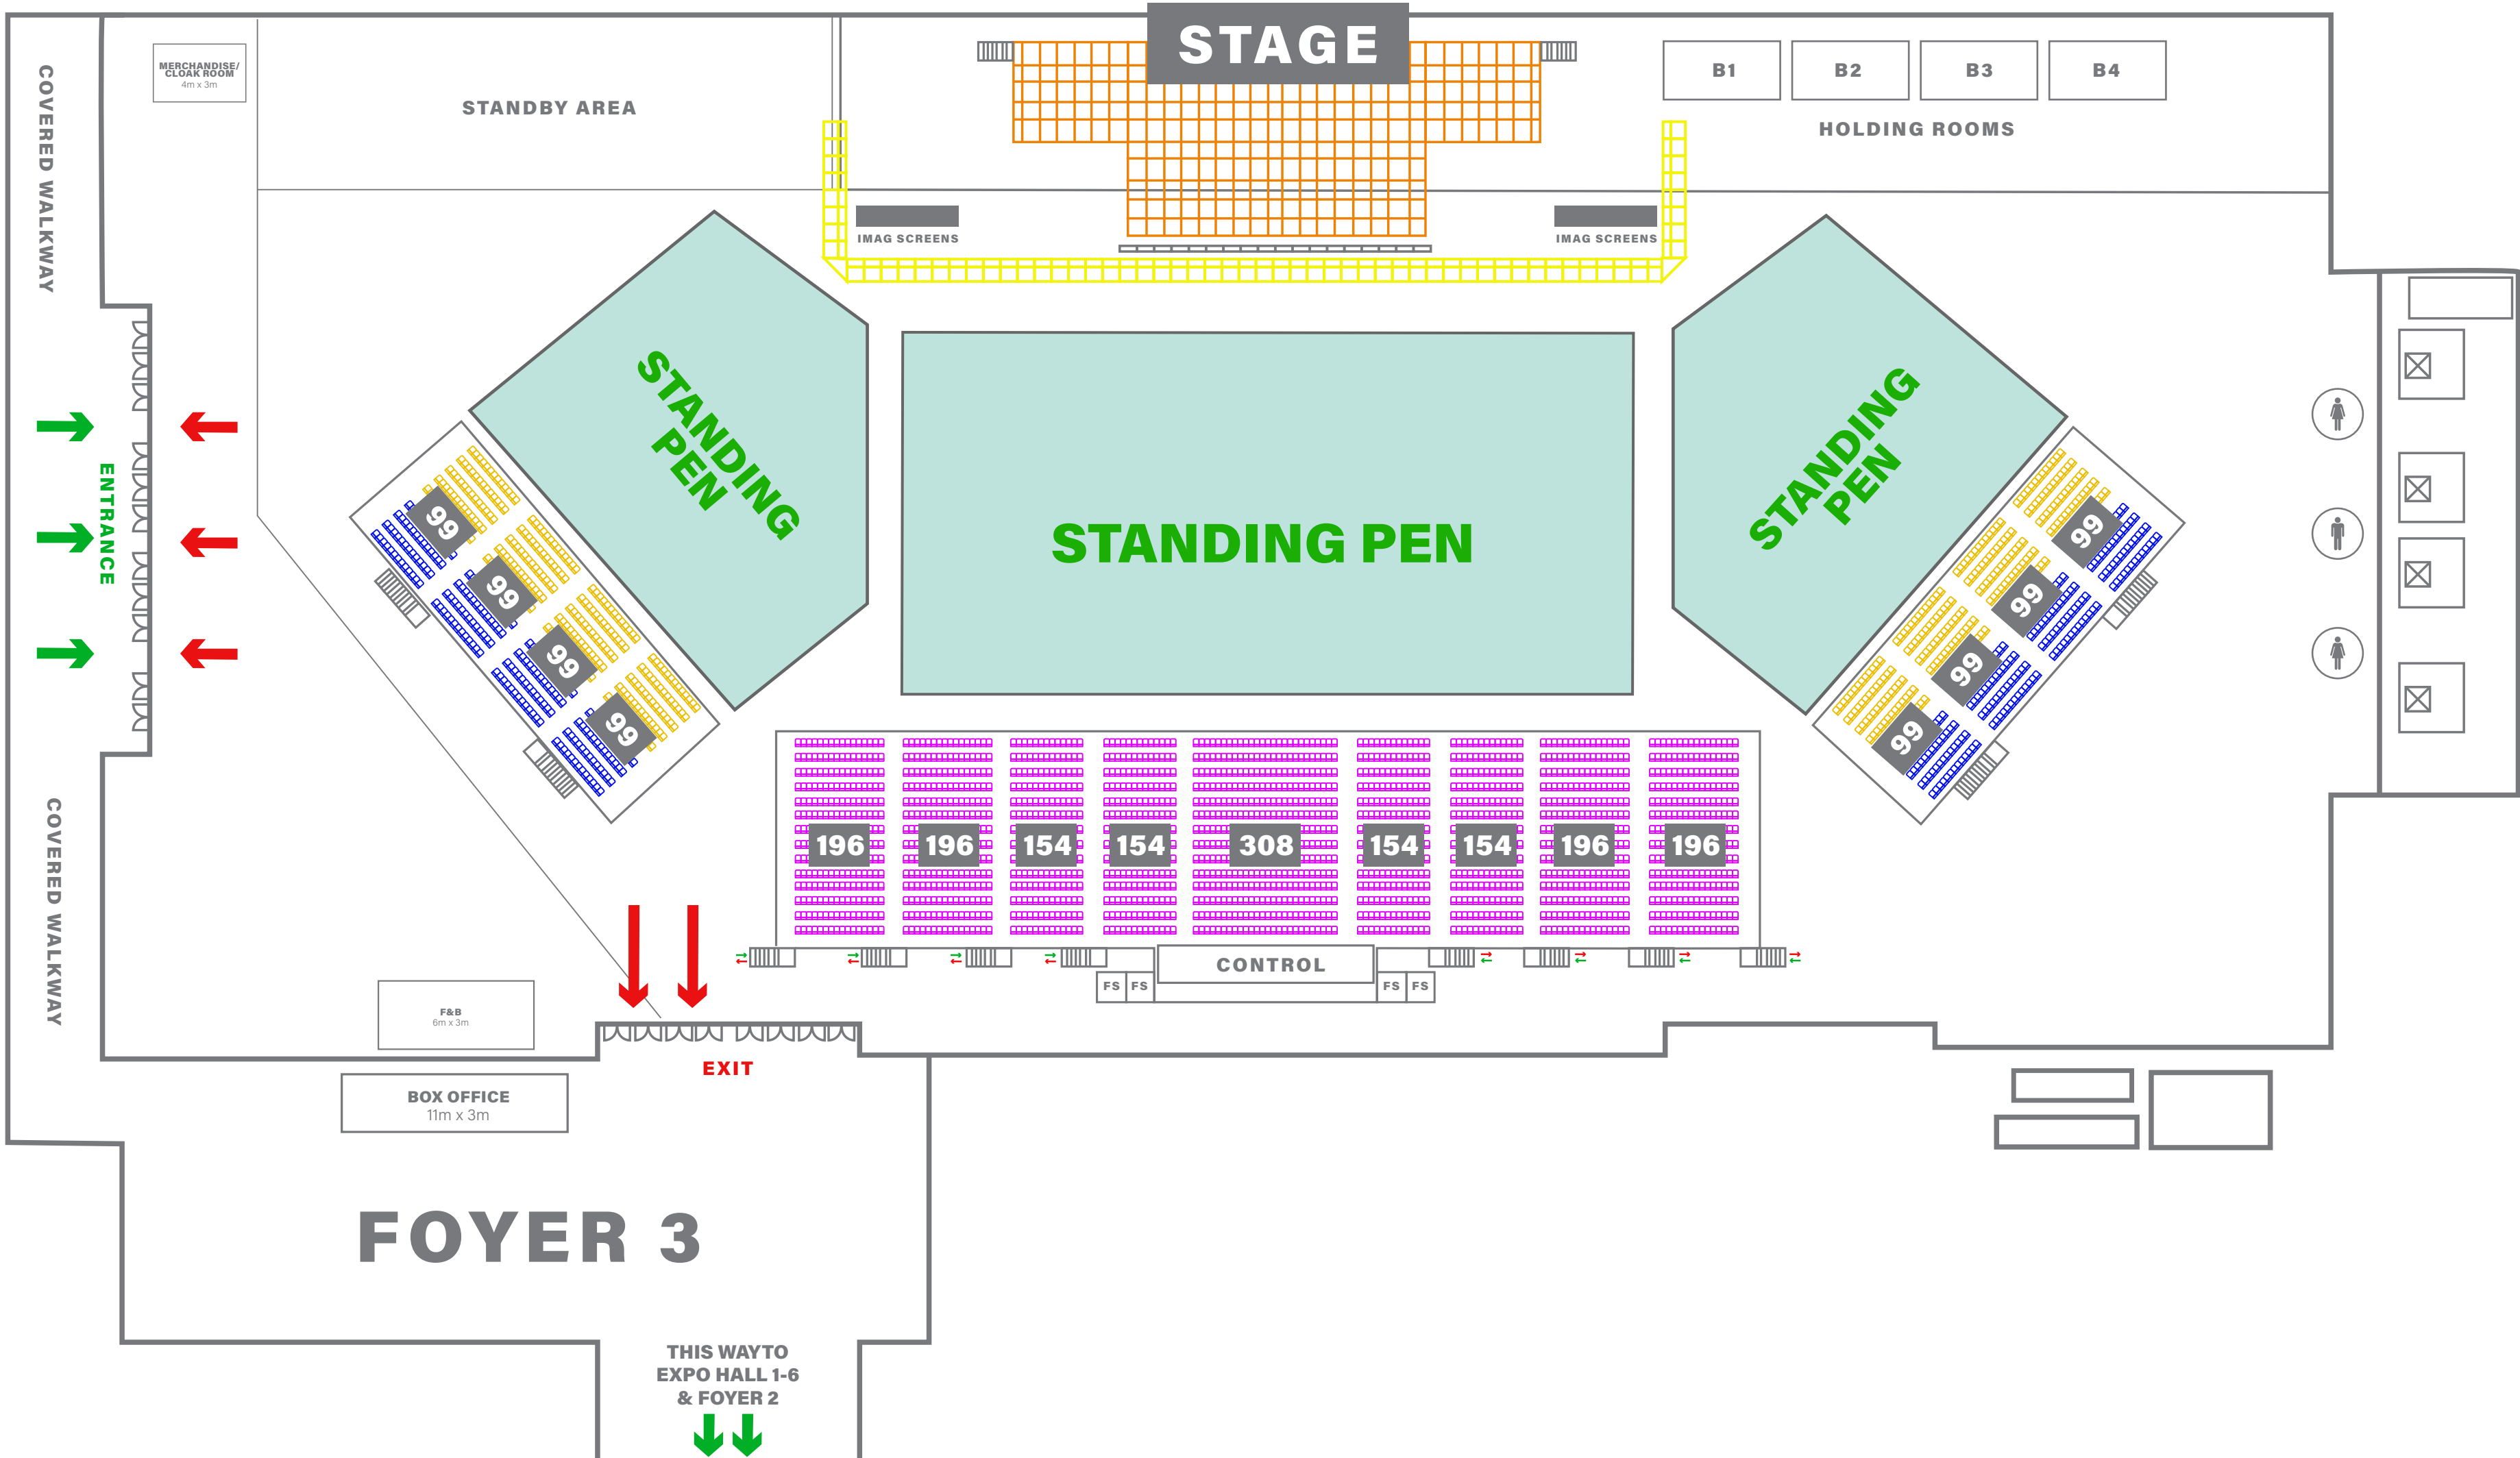 STAGE
MERCHANDISE/
CLOAK ROOM
4m x 3m
STANDBY AREA
B1
B2
B3
B4
HOLDING ROOMS
COVERED WALKWAY
IMAG SCREENS
IMAG SCREENS
STANDING
PEN
STANDING PEN
STANDING
PEN
ENTRANCE
99
99
99
99
99
99
99
99
196
196
154
154
308
154
154
196
196
COVERED WALKWAY
CONTROL
FS
FS
FS
FS
F&B
6m x 3m
EXIT
BOX OFFICE
11m x 3m
FOYER 3
THIS WAYTO
EXPO HALL 1-6
& FOYER 2